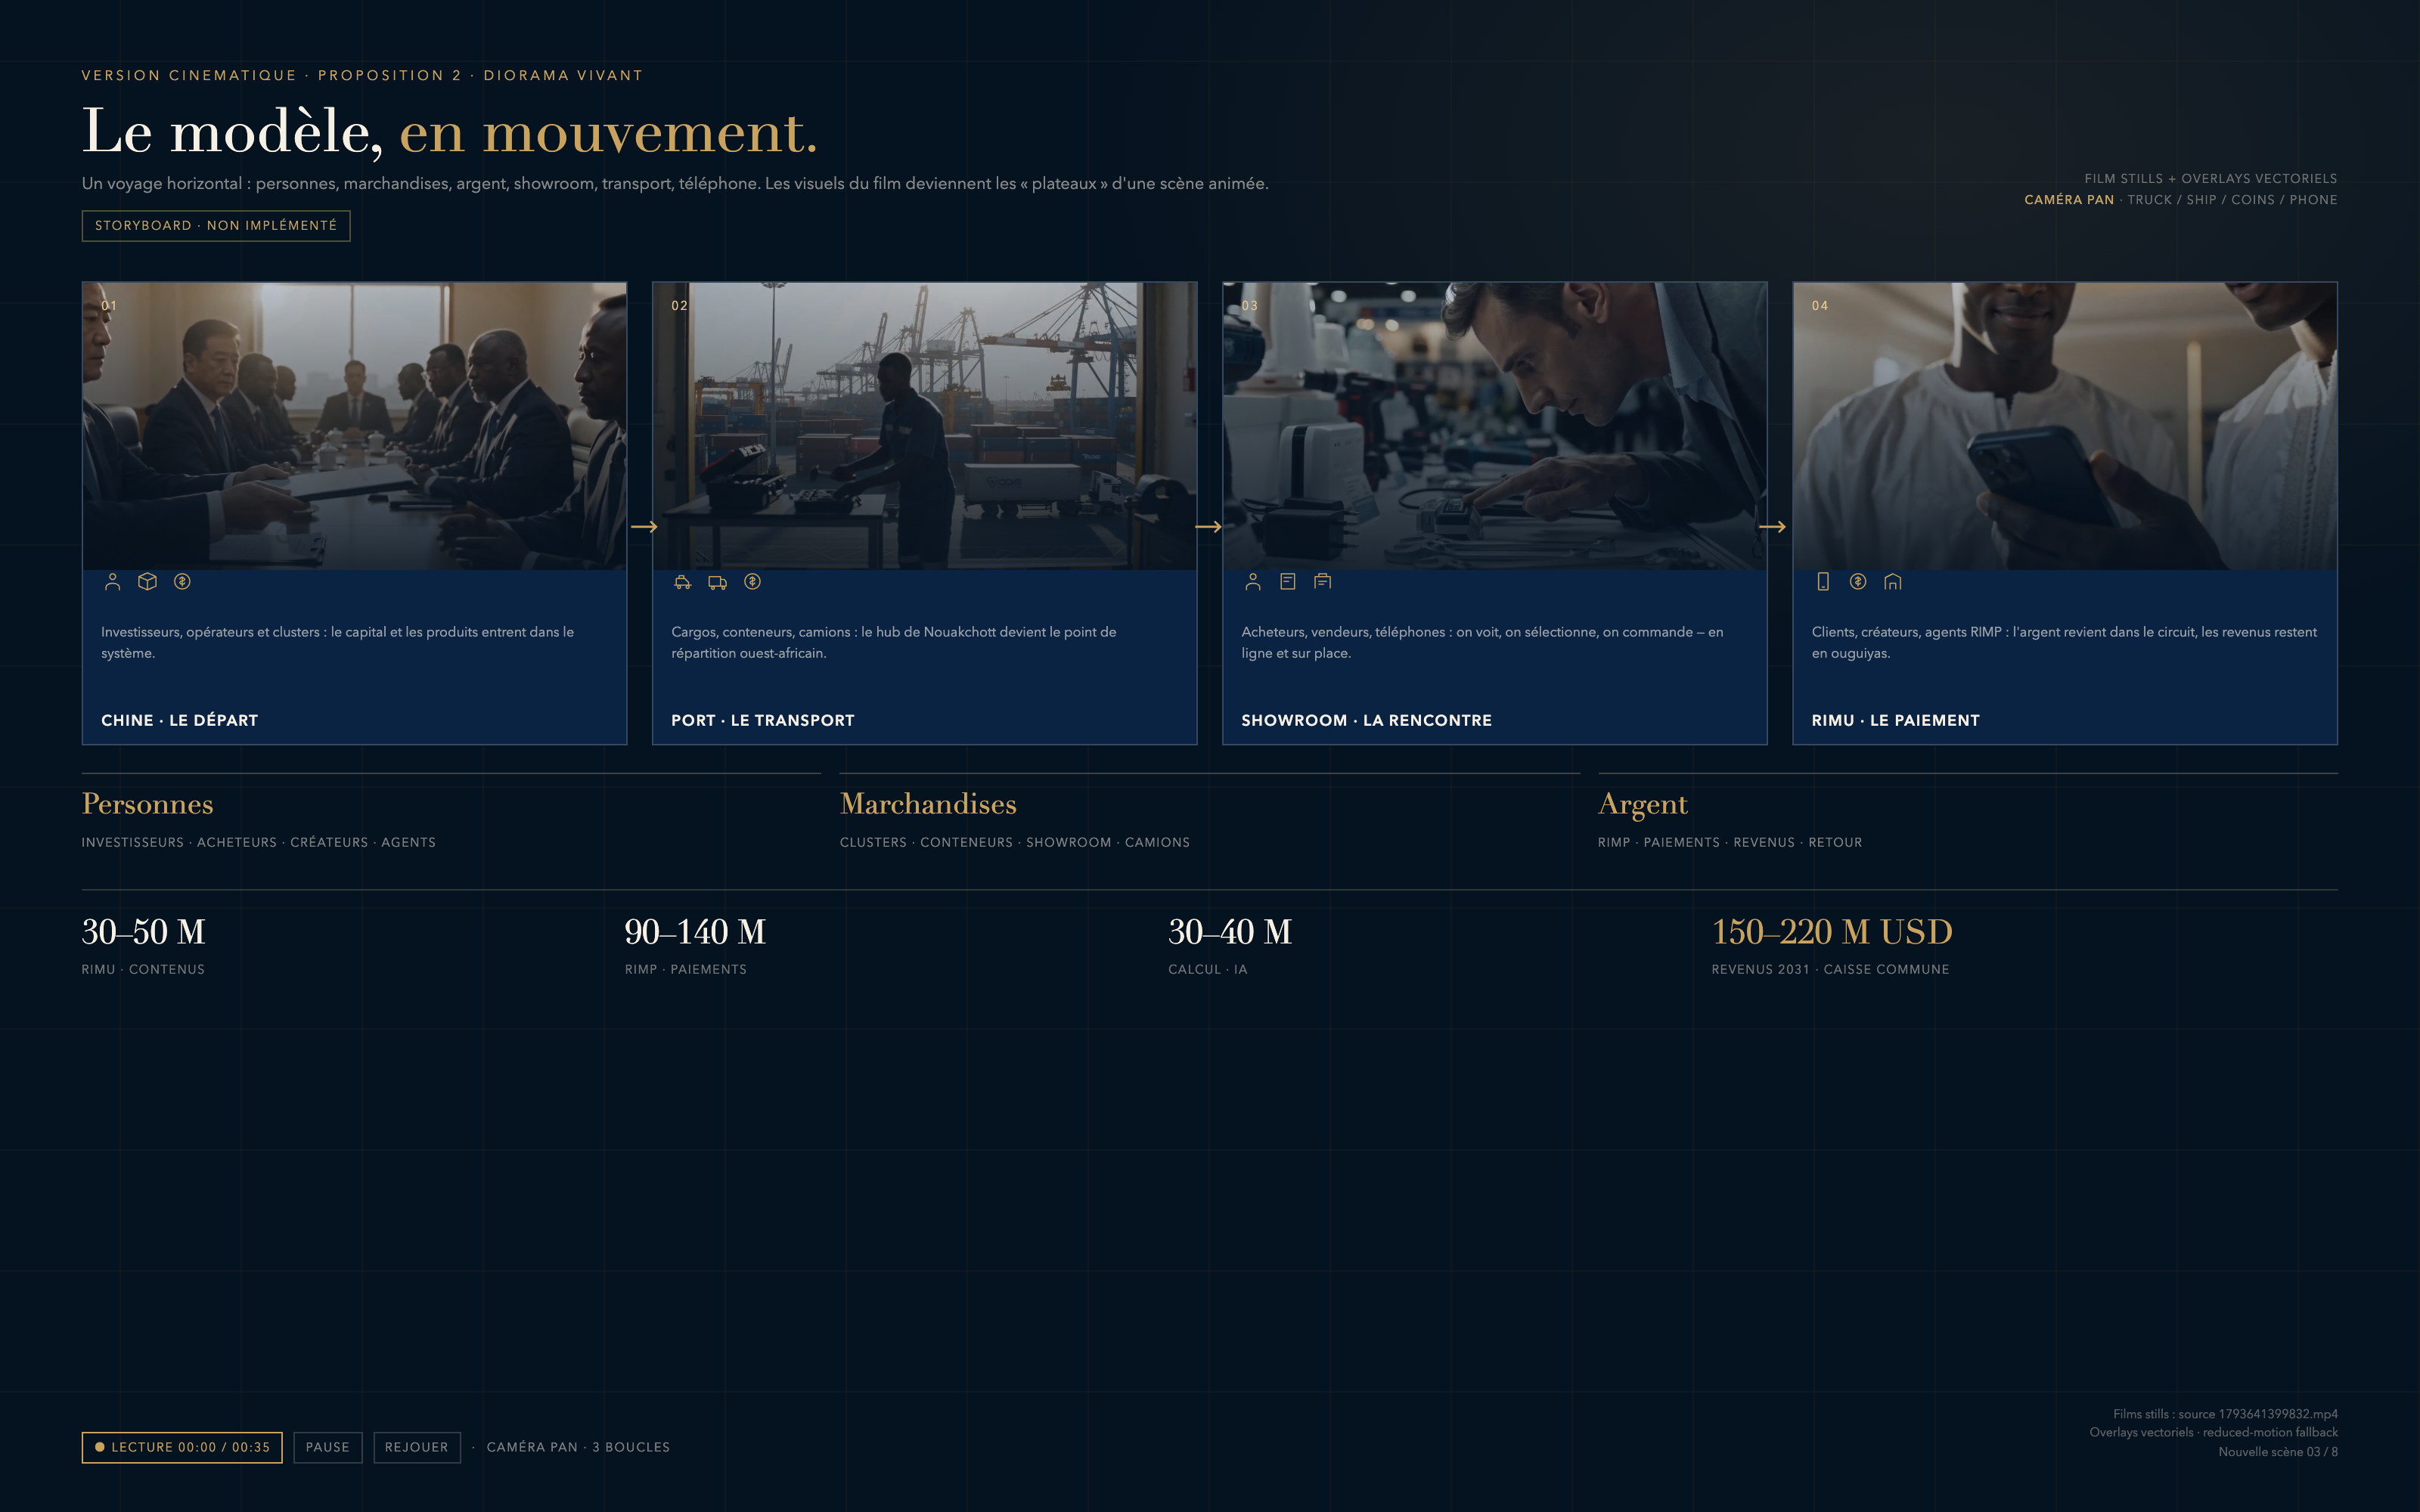 VERSION CINEMATIQUE · PROPOSITION 2 · DIORAMA VIVANT
Le modèle, en mouvement.
Un voyage horizontal : personnes, marchandises, argent, showroom, transport, téléphone. Les visuels du film deviennent les « plateaux » d'une scène animée.
STORYBOARD · NON IMPLÉMENTÉ
FILM STILLS + OVERLAYS VECTORIELS
CAMÉRA PAN · TRUCK / SHIP / COINS / PHONE
01
Investisseurs, opérateurs et clusters : le capital et les produits entrent dans le
système.
CHINE · LE DÉPART
→
02
Cargos, conteneurs, camions : le hub de Nouakchott devient le point de
répartition ouest-africain.
PORT · LE TRANSPORT
→
03
Acheteurs, vendeurs, téléphones : on voit, on sélectionne, on commande – en
ligne et sur place.
SHOWROOM · LA RENCONTRE
→
04
Clients, créateurs, agents RIMP : l'argent revient dans le circuit, les revenus restent
en ouguiyas.
RIMU · LE PAIEMENT
Personnes
INVESTISSEURS · ACHETEURS · CRÉATEURS · AGENTS
Marchandises
CLUSTERS · CONTENEURS · SHOWROOM · CAMIONS
Argent
RIMP · PAIEMENTS · REVENUS · RETOUR
30–50 M
RIMU · CONTENUS
90–140 M
RIMP · PAIEMENTS
30–40 M
CALCUL · IA
150–220 M USD
REVENUS 2031 · CAISSE COMMUNE
LECTURE 00:00 / 00:35
PAUSE
REJOUER
· CAMÉRA PAN · 3 BOUCLES
Films stills : source 1793641399832.mp4
Overlays vectoriels · reduced-motion fallback
Nouvelle scène 03 / 8